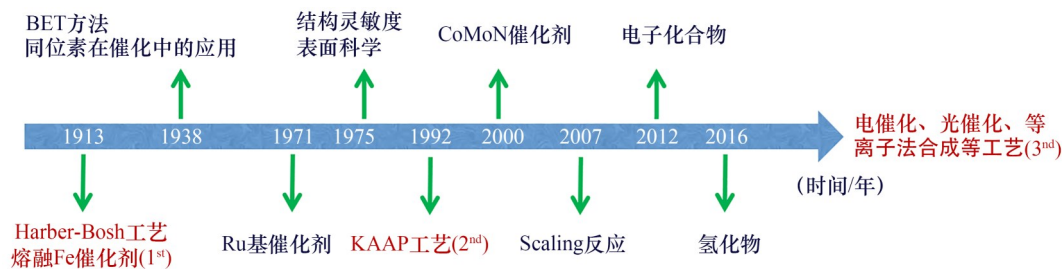 BET方法
同位素在催化中的应用
结构灵敏度
表面科学
CoMoN催化剂
电子化合物
1913
1938
1971
1975
1992
2000
2007
2012
2016
电催化、光催化、等
离子法合成等工艺(3nd)
(时间/年)
Harber-Bosh工艺
熔融Fe催化剂(1st)
Ru基催化剂
KAAP工艺(2nd)
Scaling反应
氢化物